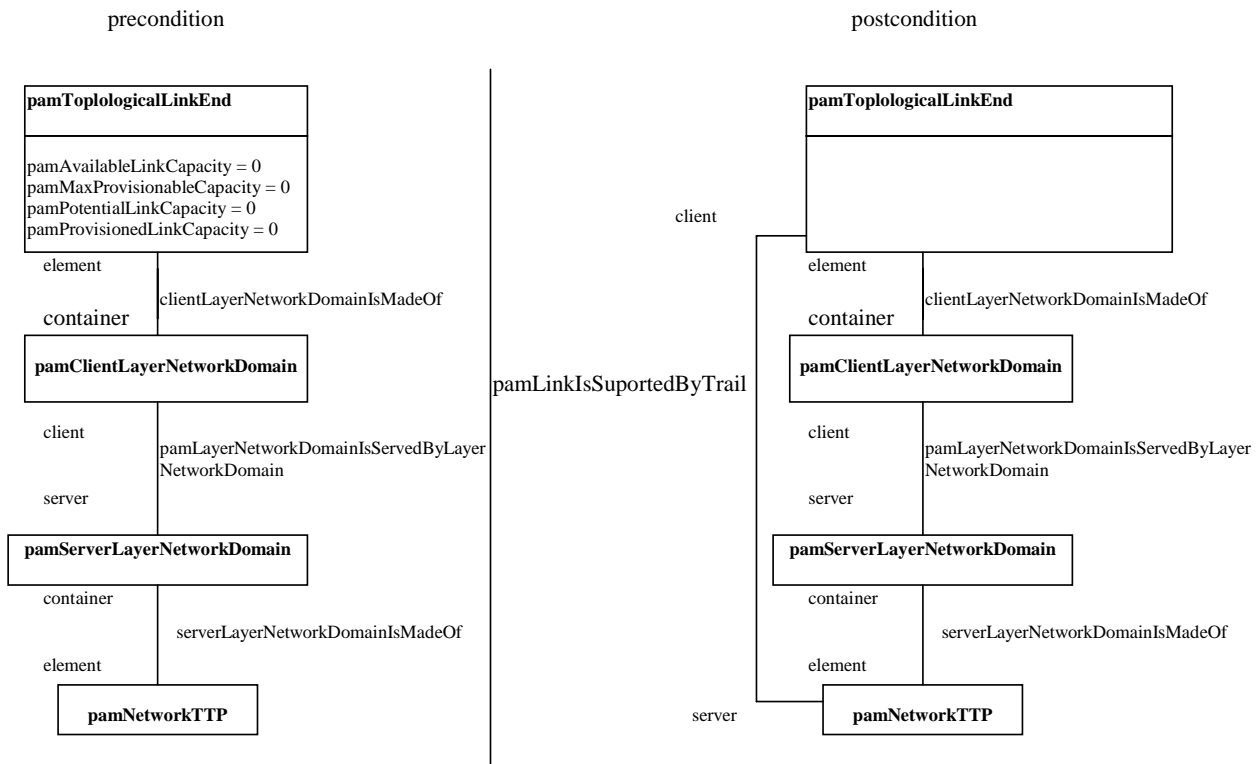 precondition
postcondition
pamToplologicalLinkEnd
pamAvailableLinkCapacity = 0
pamMaxProvisionableCapacity = 0
pamPotentialLinkCapacity = 0
pamProvisionedLinkCapacity = 0
element
clientLayerNetworkDomainIsMadeOf
container
pamClientLayerNetworkDomain
client
pamLayerNetworkDomainIsServedByLayer
NetworkDomain
server
pamServerLayerNetworkDomain
container
serverLayerNetworkDomainIsMadeOf
element
pamNetworkTTP
pamToplologicalLinkEnd
client
element
clientLayerNetworkDomainIsMadeOf
container
pamLinkIsSuportedByTrail
pamClientLayerNetworkDomain
client
pamLayerNetworkDomainIsServedByLayer
NetworkDomain
server
pamServerLayerNetworkDomain
container
serverLayerNetworkDomainIsMadeOf
element
server
pamNetworkTTP